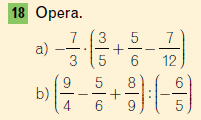 18 Opera.
a) −7/3 · (3/5 + 5/6 − 7/12)
b) (9/4 − 5/6 + 8/9) : (−6/5)